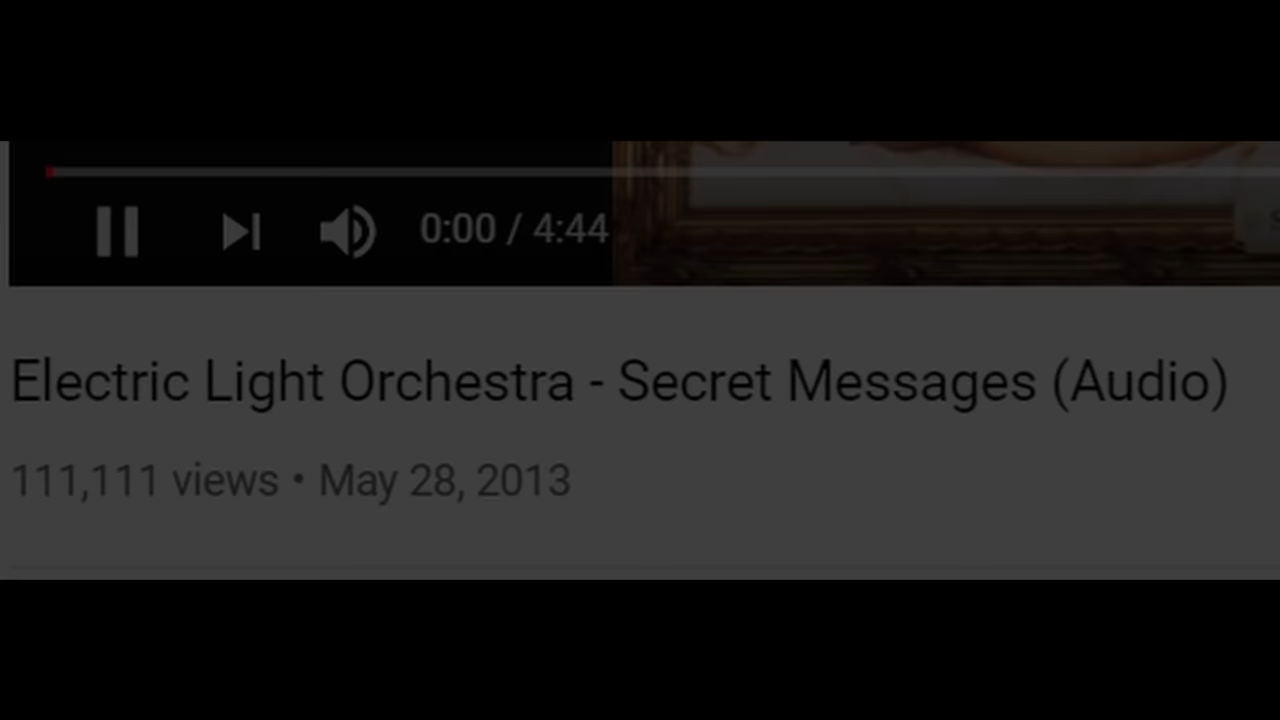 0:00 / 4:44
Electric Light Orchestra - Secret Messages (Audio)
111,111 views • May 28, 2013